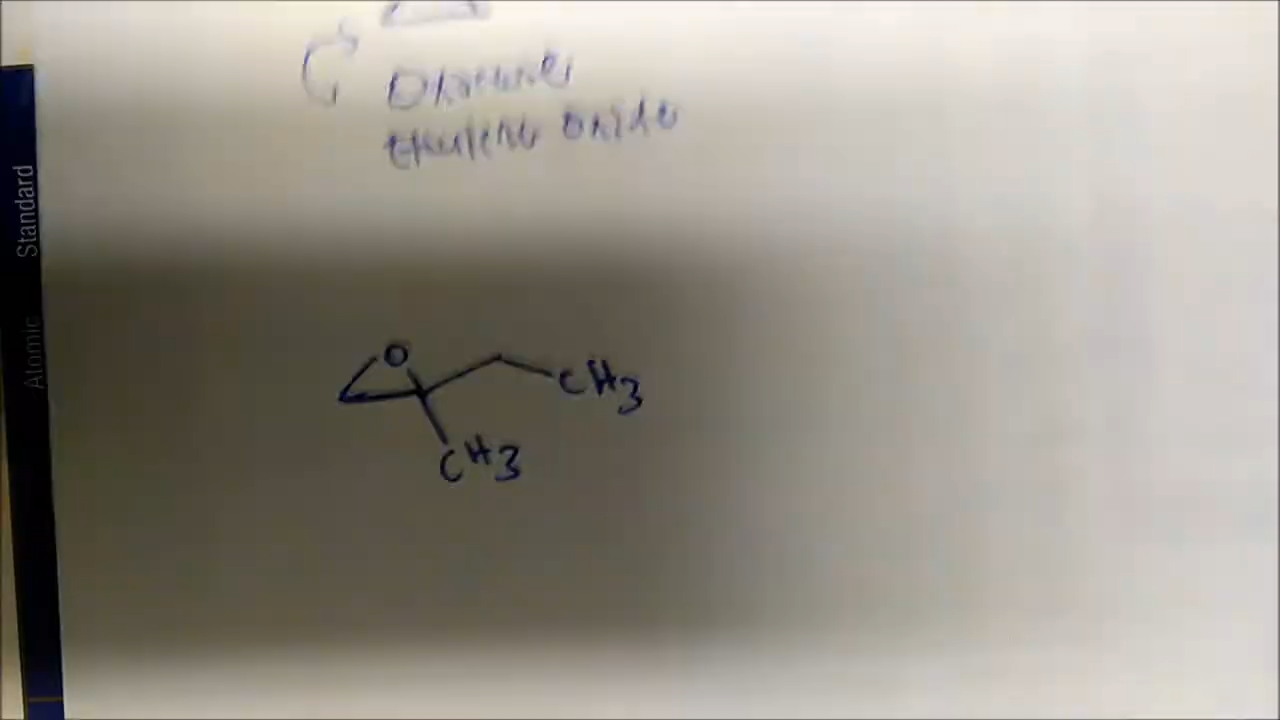 Oxirane
Ethylene Oxide
O
CH3
CH3
Standard
Atomic